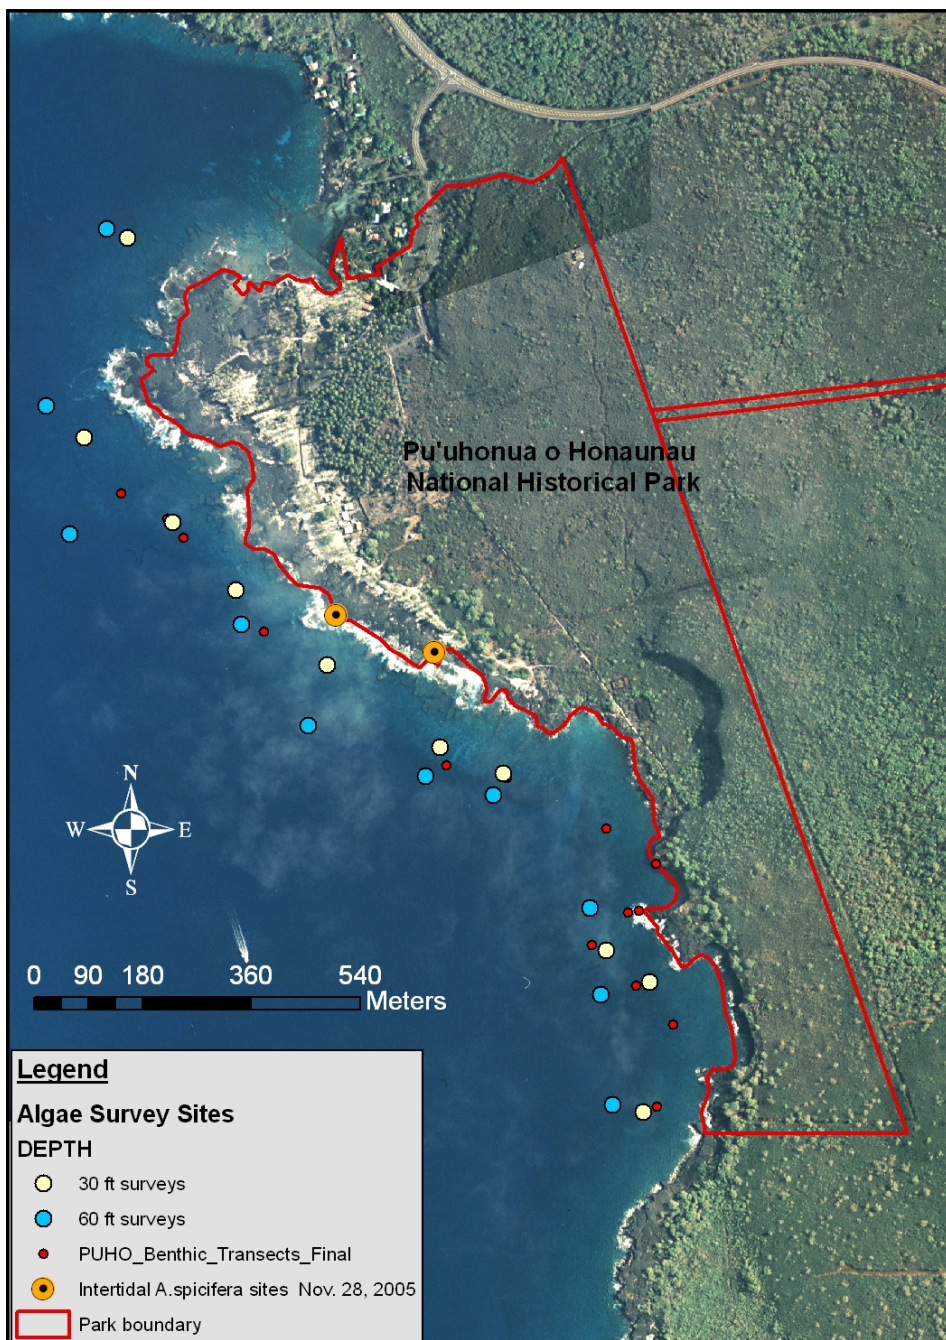 Pu'uhonua o Honaunau
National Historical Park
N
W E
S
0 90 180 360 540
Meters
Legend
Algae Survey Sites
DEPTH
30 ft surveys
60 ft surveys
PUHO_Benthic_Transects_Final
Intertidal A.spicifera sites Nov. 28, 2005
Park boundary